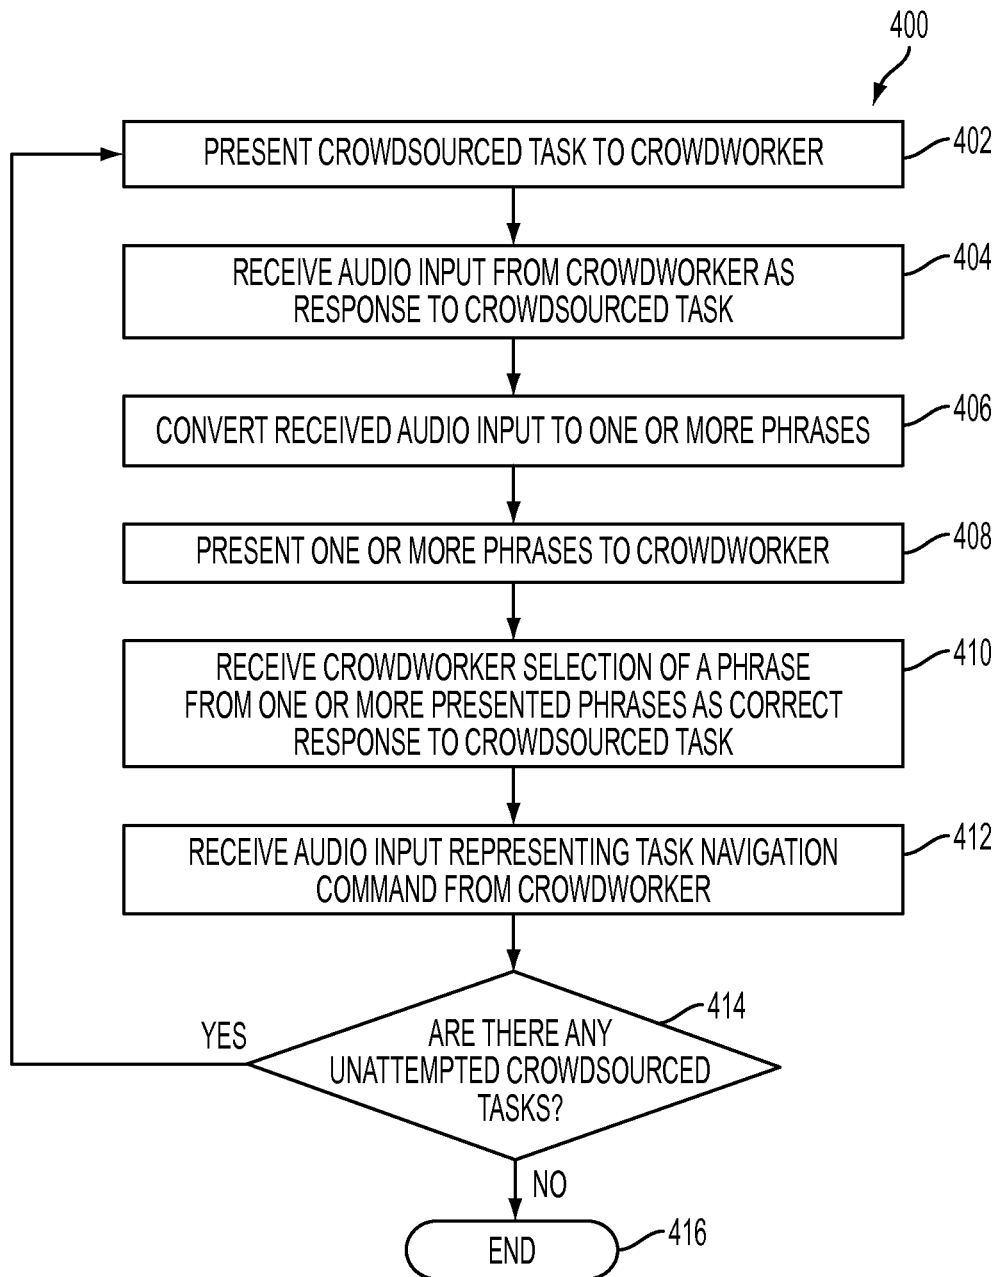 400
PRESENT CROWDSOURCED TASK TO CROWDWORKER
402
RECEIVE AUDIO INPUT FROM CROWDWORKER AS
RESPONSE TO CROWDSOURCED TASK
404
CONVERT RECEIVED AUDIO INPUT TO ONE OR MORE PHRASES
406
PRESENT ONE OR MORE PHRASES TO CROWDWORKER
408
RECEIVE CROWDWORKER SELECTION OF A PHRASE
FROM ONE OR MORE PRESENTED PHRASES AS CORRECT
RESPONSE TO CROWDSOURCED TASK
410
RECEIVE AUDIO INPUT REPRESENTING TASK NAVIGATION
COMMAND FROM CROWDWORKER
412
YES
ARE THERE ANY
UNATTEMPTED CROWDSOURCED
TASKS?
414
NO
END
416